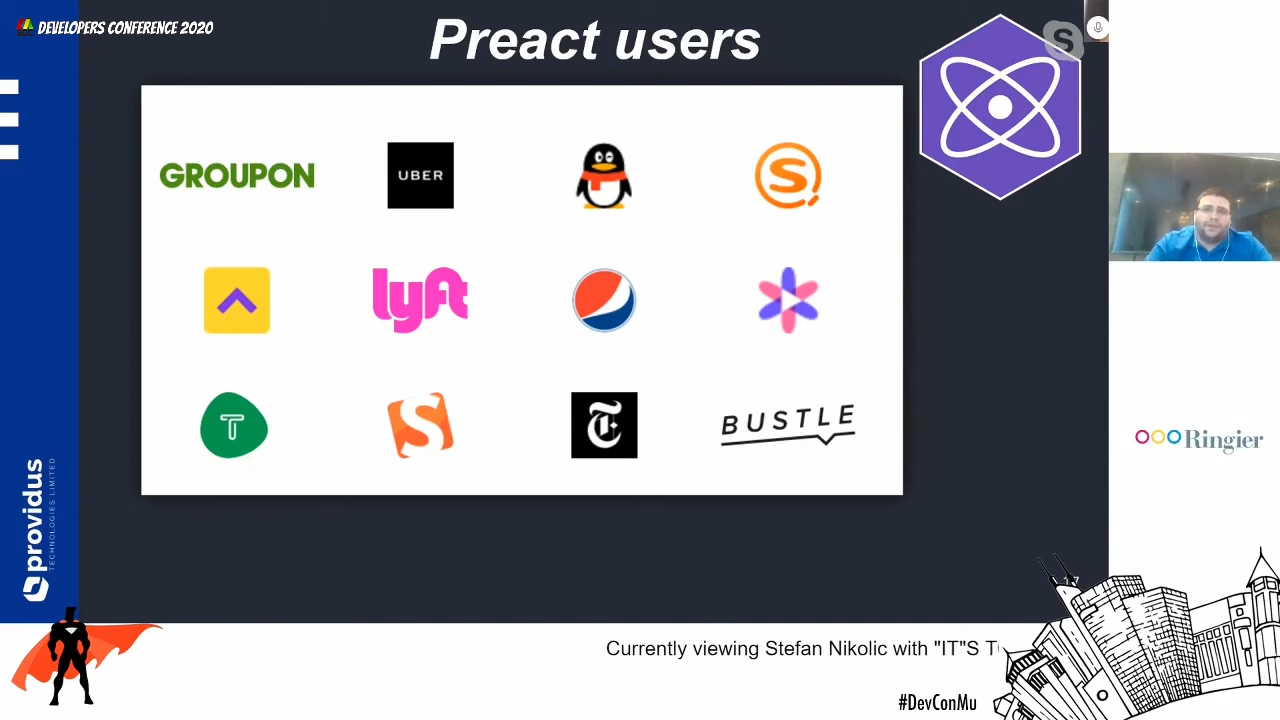 DEVELOPERS CONFERENCE 2020
Preact users
GROUPON
UBER
S
S
lyft
T
S
T
BUSTLE
providus
TECHNOLOGIES LIMITED
Ringier
Currently viewing Stefan Nikolic with "IT"S T
#DevConMu